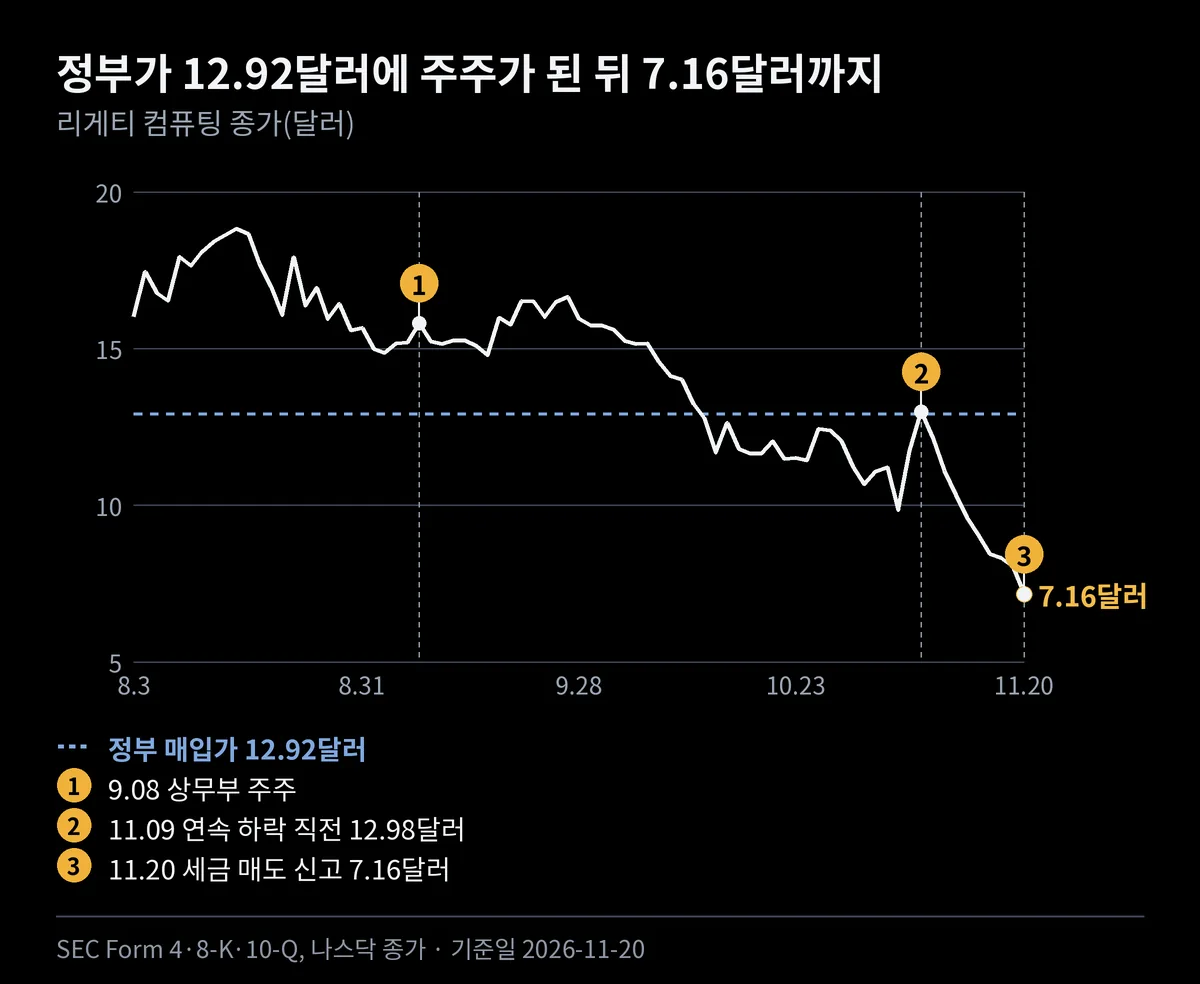 정부가 12.92달러에 주주가 된 뒤 7.16달러까지
리게티 컴퓨팅 종가(달러)
20
15
10
5
1
2
3
7.16달러
8.3
8.31
9.28
10.23
11.20
정부 매입가 12.92달러
1 9.08 상무부 주주
2 11.09 연속 하락 직전 12.98달러
3 11.20 세금 매도 신고 7.16달러
SEC Form 4·8-K·10-Q, 나스닥 종가 · 기준일 2026-11-20